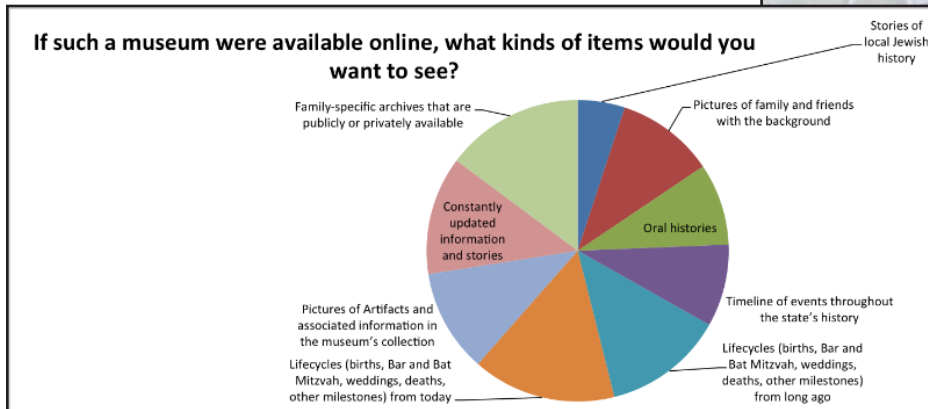 If such a museum were available online, what kinds of items would you
want to see?
Stories of
local Jewish
history
Pictures of family and friends
with the background
Oral histories
Timeline of events throughout
the state's history
Lifecycles (births, Bar and
Bat Mitzvah, weddings,
deaths, other milestones)
from long ago
Lifecycles (births, Bar and Bat
Mitzvah, weddings, deaths,
other milestones) from today
Pictures of Artifacts and
associated information in
the museum's collection
Constantly
updated
information
and stories
Family-specific archives that are
publicly or privately available